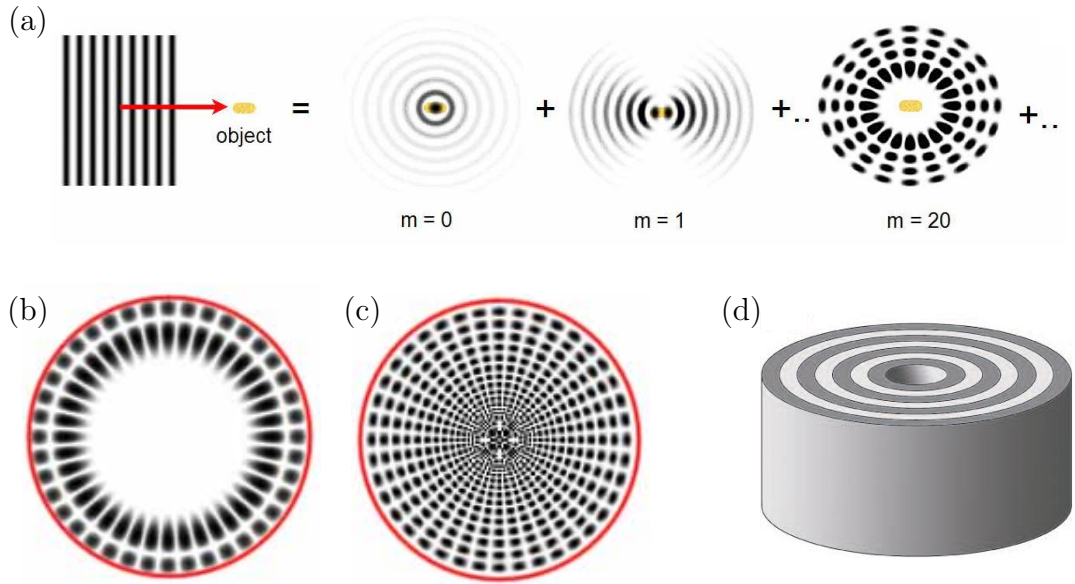 (a)
object
=
+
+..
+..
m = 0
m = 1
m = 20
(b)
(c)
(d)